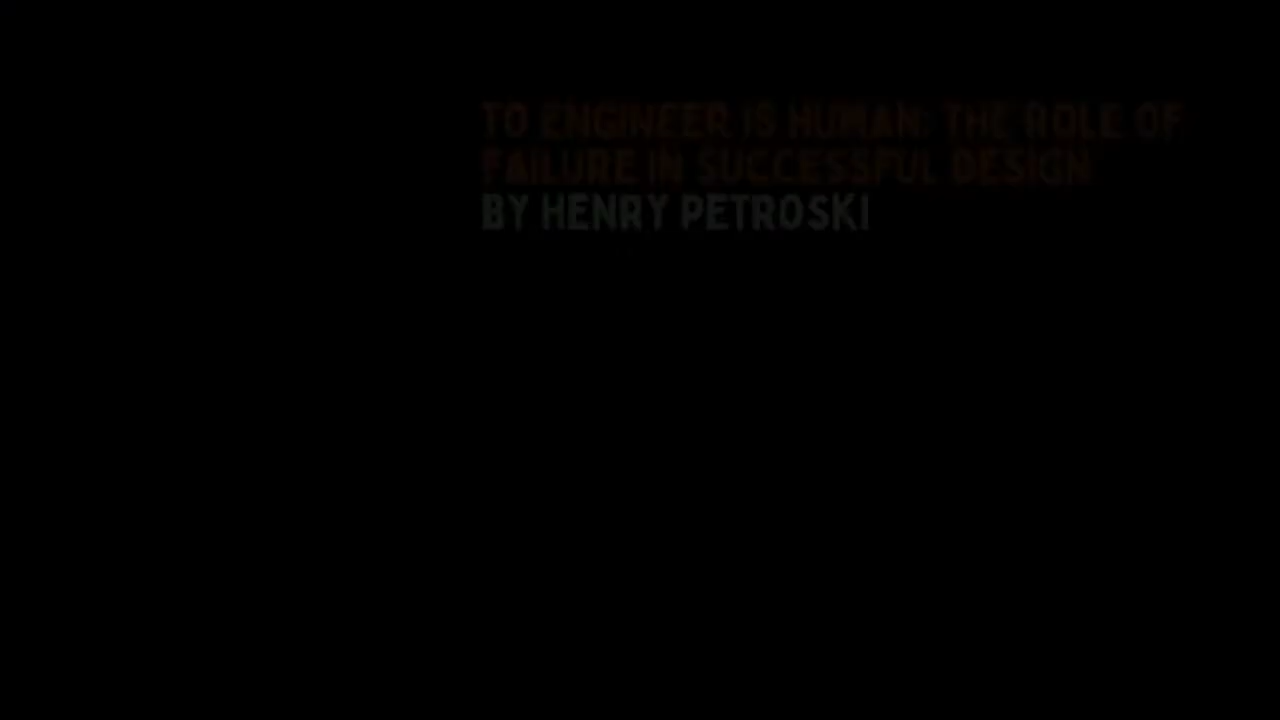 TO ENGINEER IS HUMAN: THE ROLE OF
FAILURE IN SUCCESSFUL DESIGN
BY HENRY PETROSKI